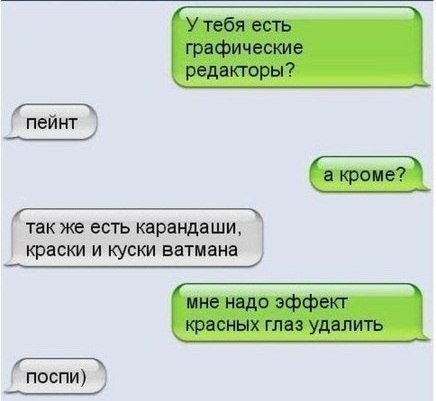 У тебя есть
графические
редакторы?
пейнт
а кроме?
так же есть карандаши,
краски и куски ватмана
мне надо эффект
красных глаз удалить
поспи)